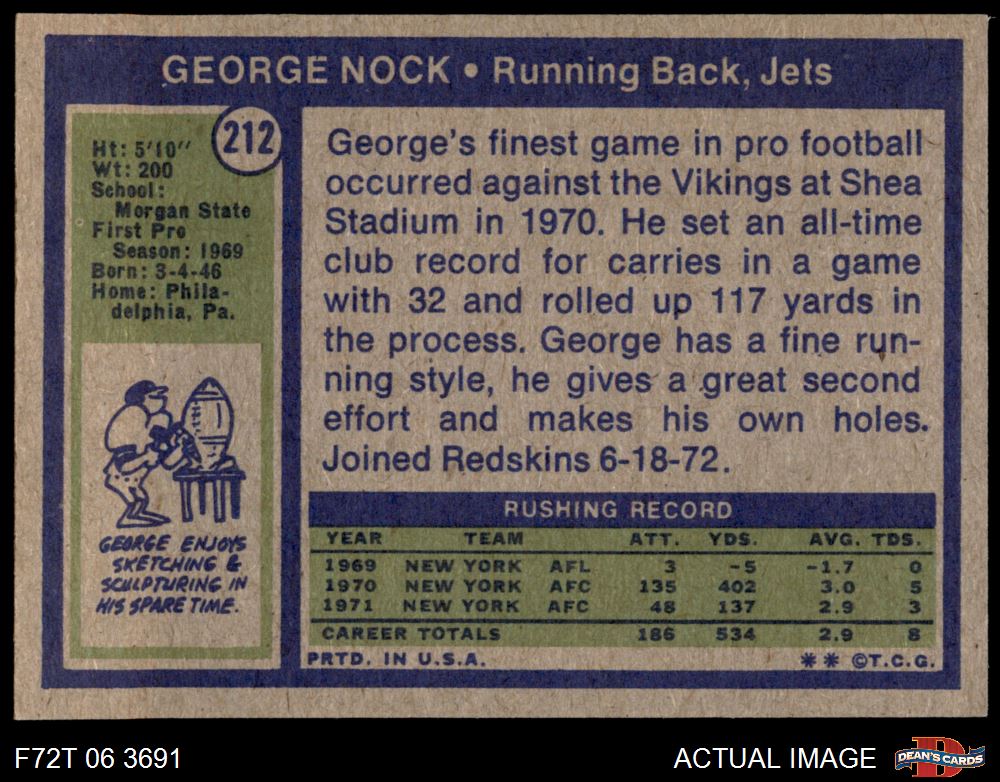 GEORGE NOCK • Running Back, Jets
212
Ht: 5'10"
Wt: 200
School:
Morgan State
First Pro
Season: 1969
Born: 3-4-46
Home: Phila-
delphia, Pa.
GEORGE ENJOYS
SKETCHING &
SCULPTURING IN
HIS SPARE TIME.
George's finest game in pro football
occurred against the Vikings at Shea
Stadium in 1970. He set an all-time
club record for carries in a game
with 32 and rolled up 117 yards in
the process. George has a fine run-
ning style, he gives a great second
effort and makes his own holes.
Joined Redskins 6-18-72.
RUSHING RECORD
YEAR TEAM ATT. YDS. AVG. TDS.
1969 NEW YORK AFL 3 -5 -1.7 0
1970 NEW YORK AFC 135 402 3.0 5
1971 NEW YORK AFC 48 137 2.9 3
CAREER TOTALS 186 534 2.9 8
PRTD. IN U.S.A. ** ©T.C.G.
F72T 06 3691 ACTUAL IMAGE D DEAN'S CARDS